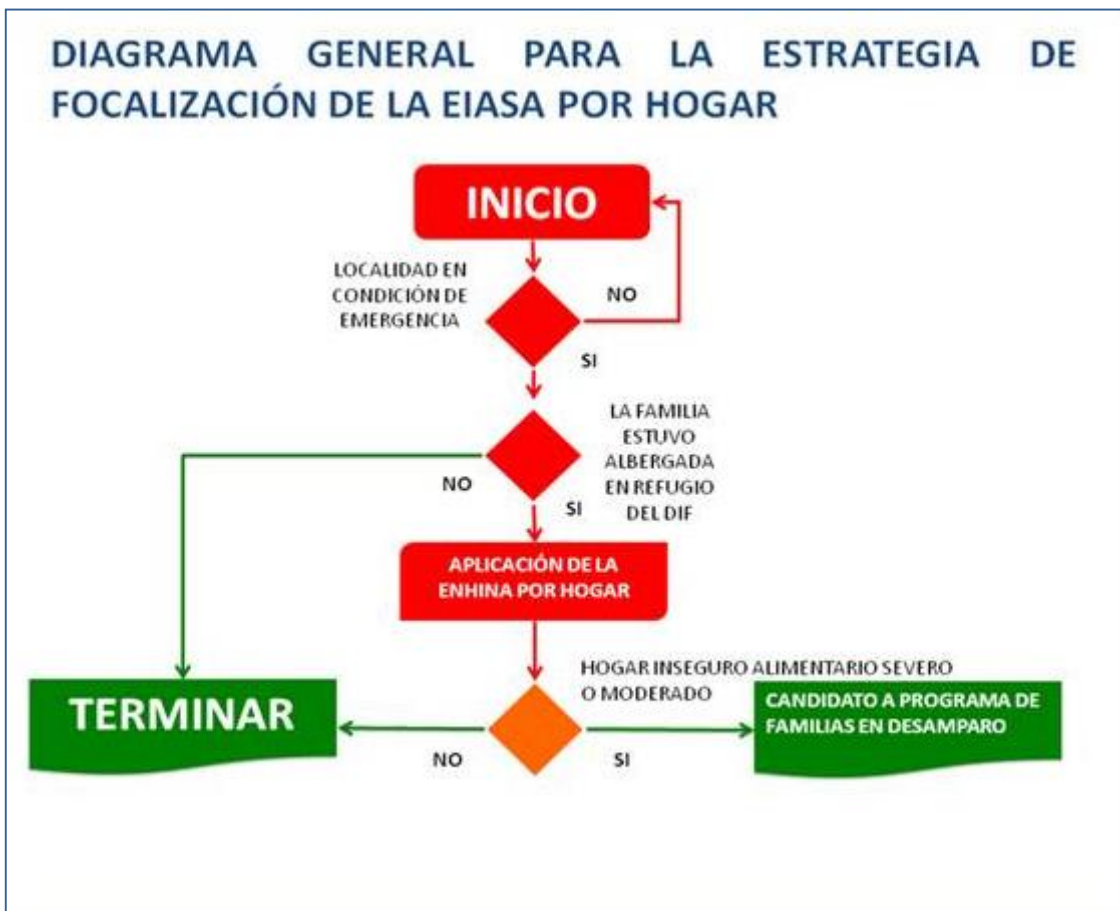 DIAGRAMA GENERAL PARA LA ESTRATEGIA DE
FOCALIZACIÓN DE LA EIASA POR HOGAR
INICIO
LOCALIDAD EN
CONDICIÓN DE
EMERGENCIA
NO
SI
LA FAMILIA
ESTUVO
ALBERGADA
EN REFUGIO
DEL DIF
NO
SI
APLICACIÓN DE LA
ENHINA POR HOGAR
HOGAR INSEGURO ALIMENTARIO SEVERO
O MODERADO
TERMINAR
CANDIDATO A PROGRAMA DE
FAMILIAS EN DESAMPARO
NO
SI